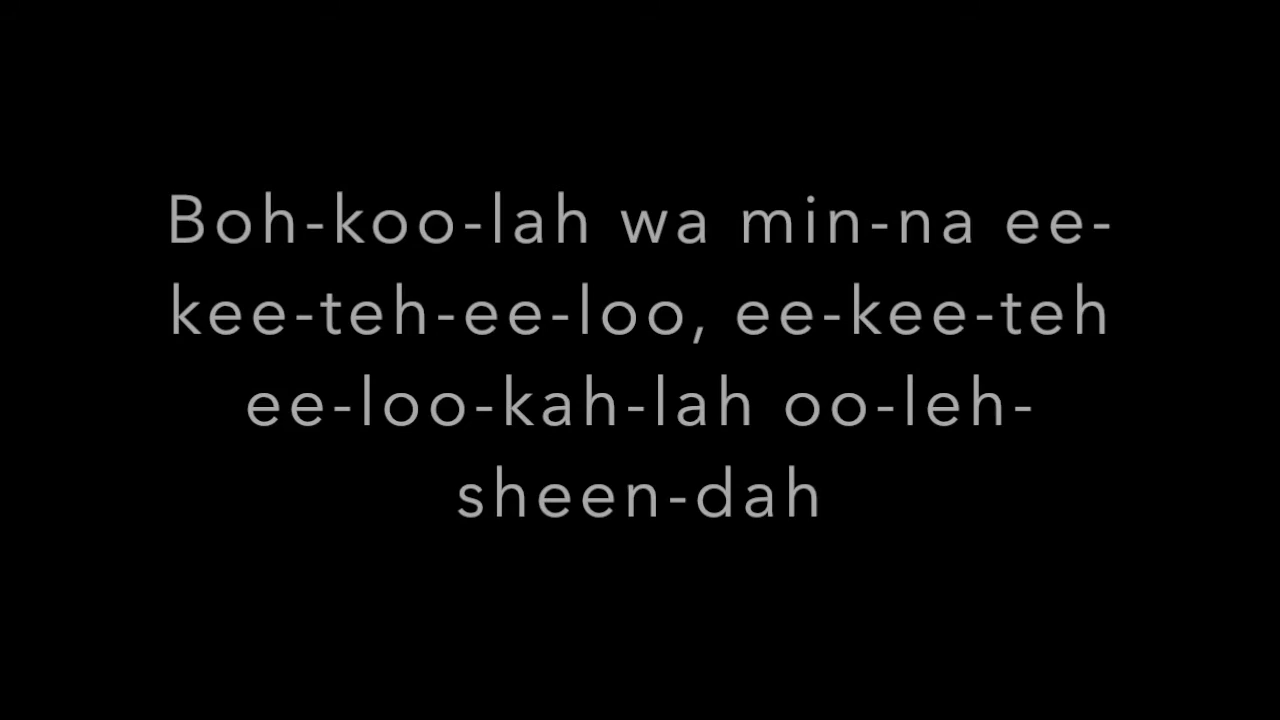 Boh-koo-lah wa min-na ee-
kee-teh-ee-loo, ee-kee-teh
ee-loo-kah-lah oo-leh-
sheen-dah